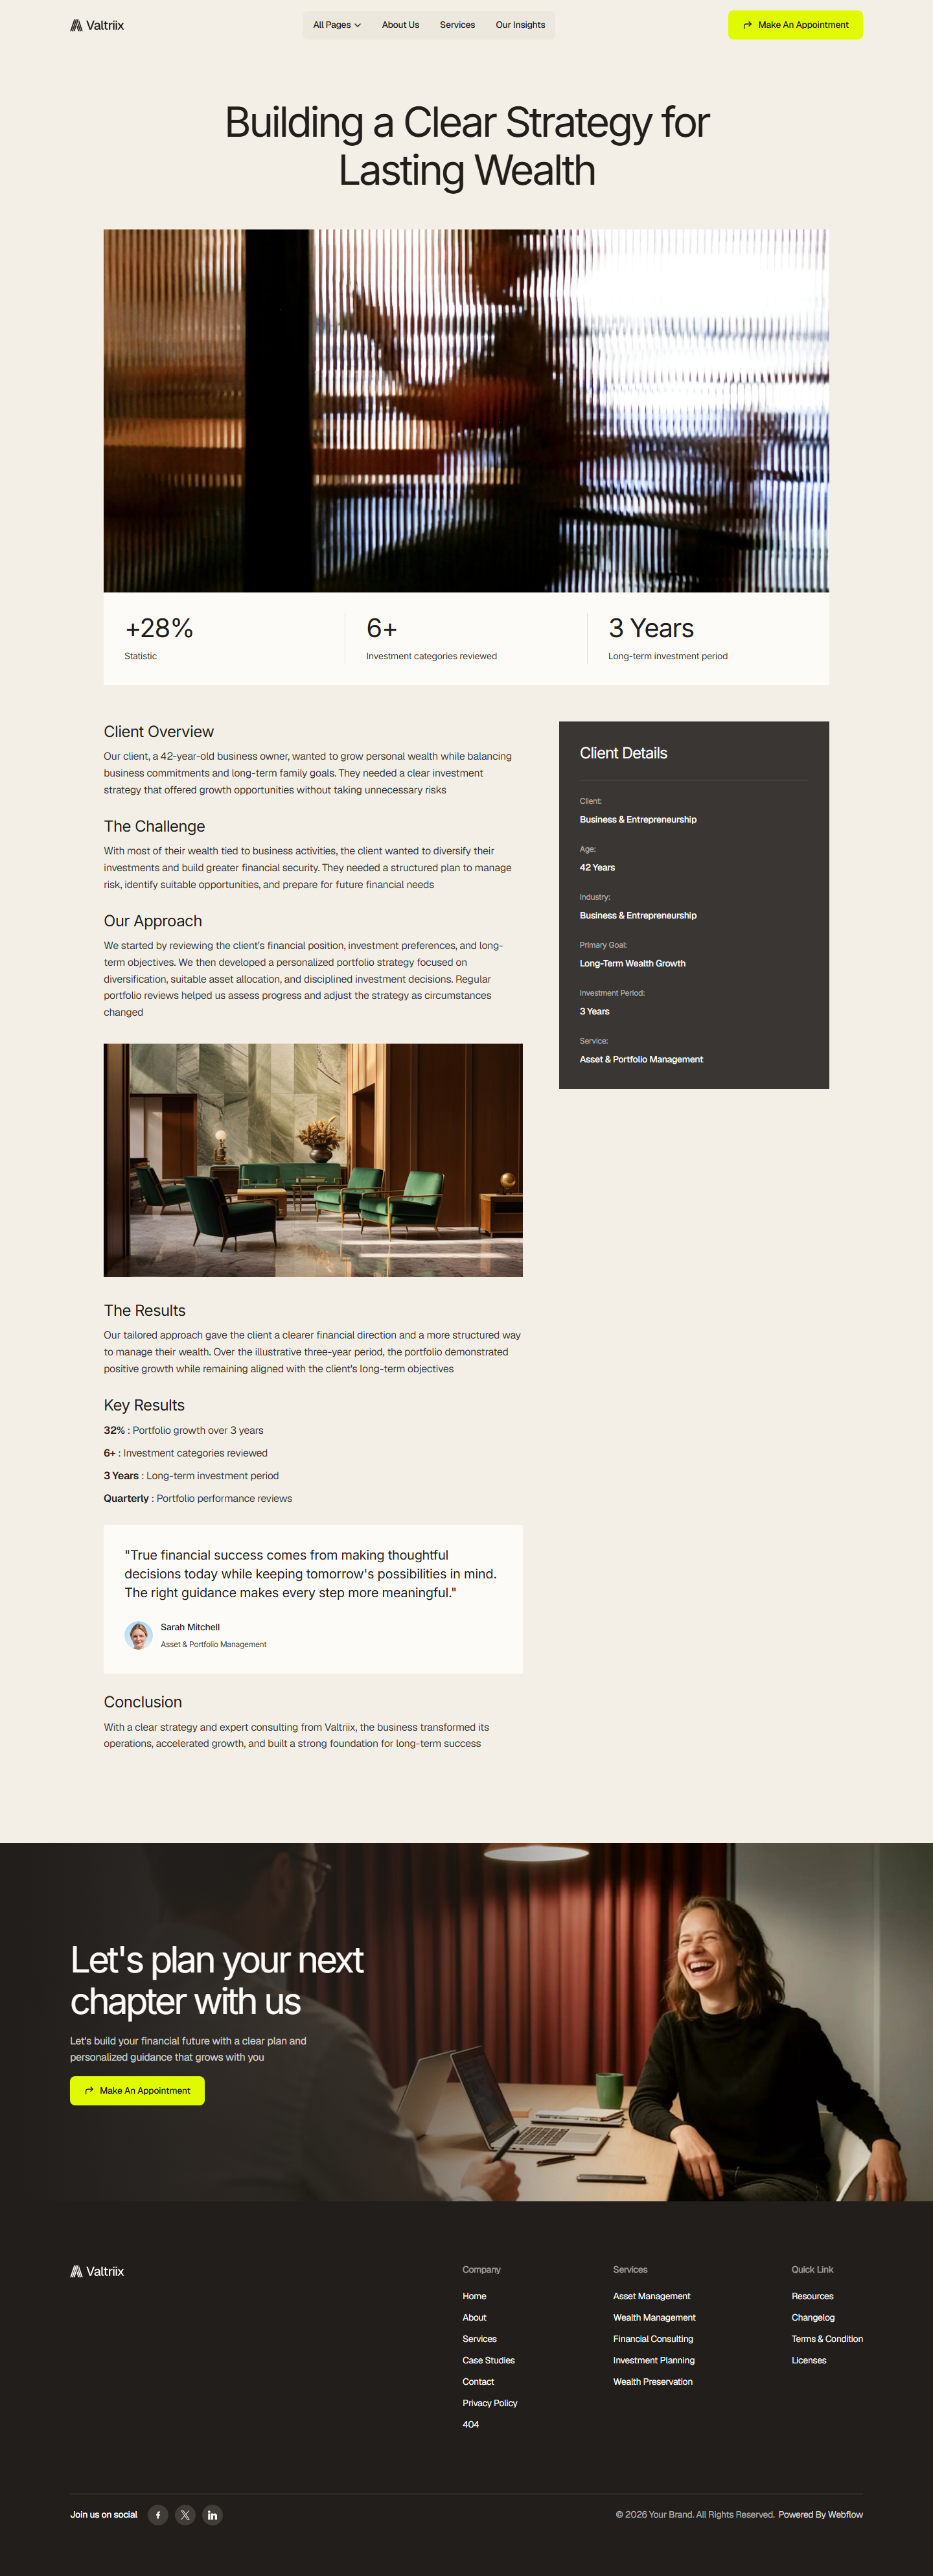 Valtriix
All Pages
About Us
Services
Our Insights
Make An Appointment
Building a Clear Strategy for
Lasting Wealth
+28%
Statistic
6+
Investment categories reviewed
3 Years
Long-term investment period
Client Overview
Our client, a 42-year-old business owner, wanted to grow personal wealth while balancing
business commitments and long-term family goals. They needed a clear investment
strategy that offered growth opportunities without taking unnecessary risks
The Challenge
With most of their wealth tied to business activities, the client wanted to diversify their
investments and build greater financial security. They needed a structured plan to manage
risk, identify suitable opportunities, and prepare for future financial needs
Our Approach
We started by reviewing the client's financial position, investment preferences, and long-
term objectives. We then developed a personalized portfolio strategy focused on
diversification, suitable asset allocation, and disciplined investment decisions. Regular
portfolio reviews helped us assess progress and adjust the strategy as circumstances
changed
Client Details
Client:
Business & Entrepreneurship
Age:
42 Years
Industry:
Business & Entrepreneurship
Primary Goal:
Long-Term Wealth Growth
Investment Period:
3 Years
Service:
Asset & Portfolio Management
The Results
Our tailored approach gave the client a clearer financial direction and a more structured way
to manage their wealth. Over the illustrative three-year period, the portfolio demonstrated
positive growth while remaining aligned with the client's long-term objectives
Key Results
32% : Portfolio growth over 3 years
6+ : Investment categories reviewed
3 Years : Long-term investment period
Quarterly : Portfolio performance reviews
"True financial success comes from making thoughtful
decisions today while keeping tomorrow's possibilities in mind.
The right guidance makes every step more meaningful."
Sarah Mitchell
Asset & Portfolio Management
Conclusion
With a clear strategy and expert consulting from Valtriix, the business transformed its
operations, accelerated growth, and built a strong foundation for long-term success
Let's plan your next
chapter with us
Let's build your financial future with a clear plan and
personalized guidance that grows with you
Make An Appointment
Valtriix
Company
Home
About
Services
Case Studies
Contact
Privacy Policy
404
Services
Asset Management
Wealth Management
Financial Consulting
Investment Planning
Wealth Preservation
Quick Link
Resources
Changelog
Terms & Condition
Licenses
Join us on social
© 2026 Your Brand. All Rights Reserved. Powered By Webflow